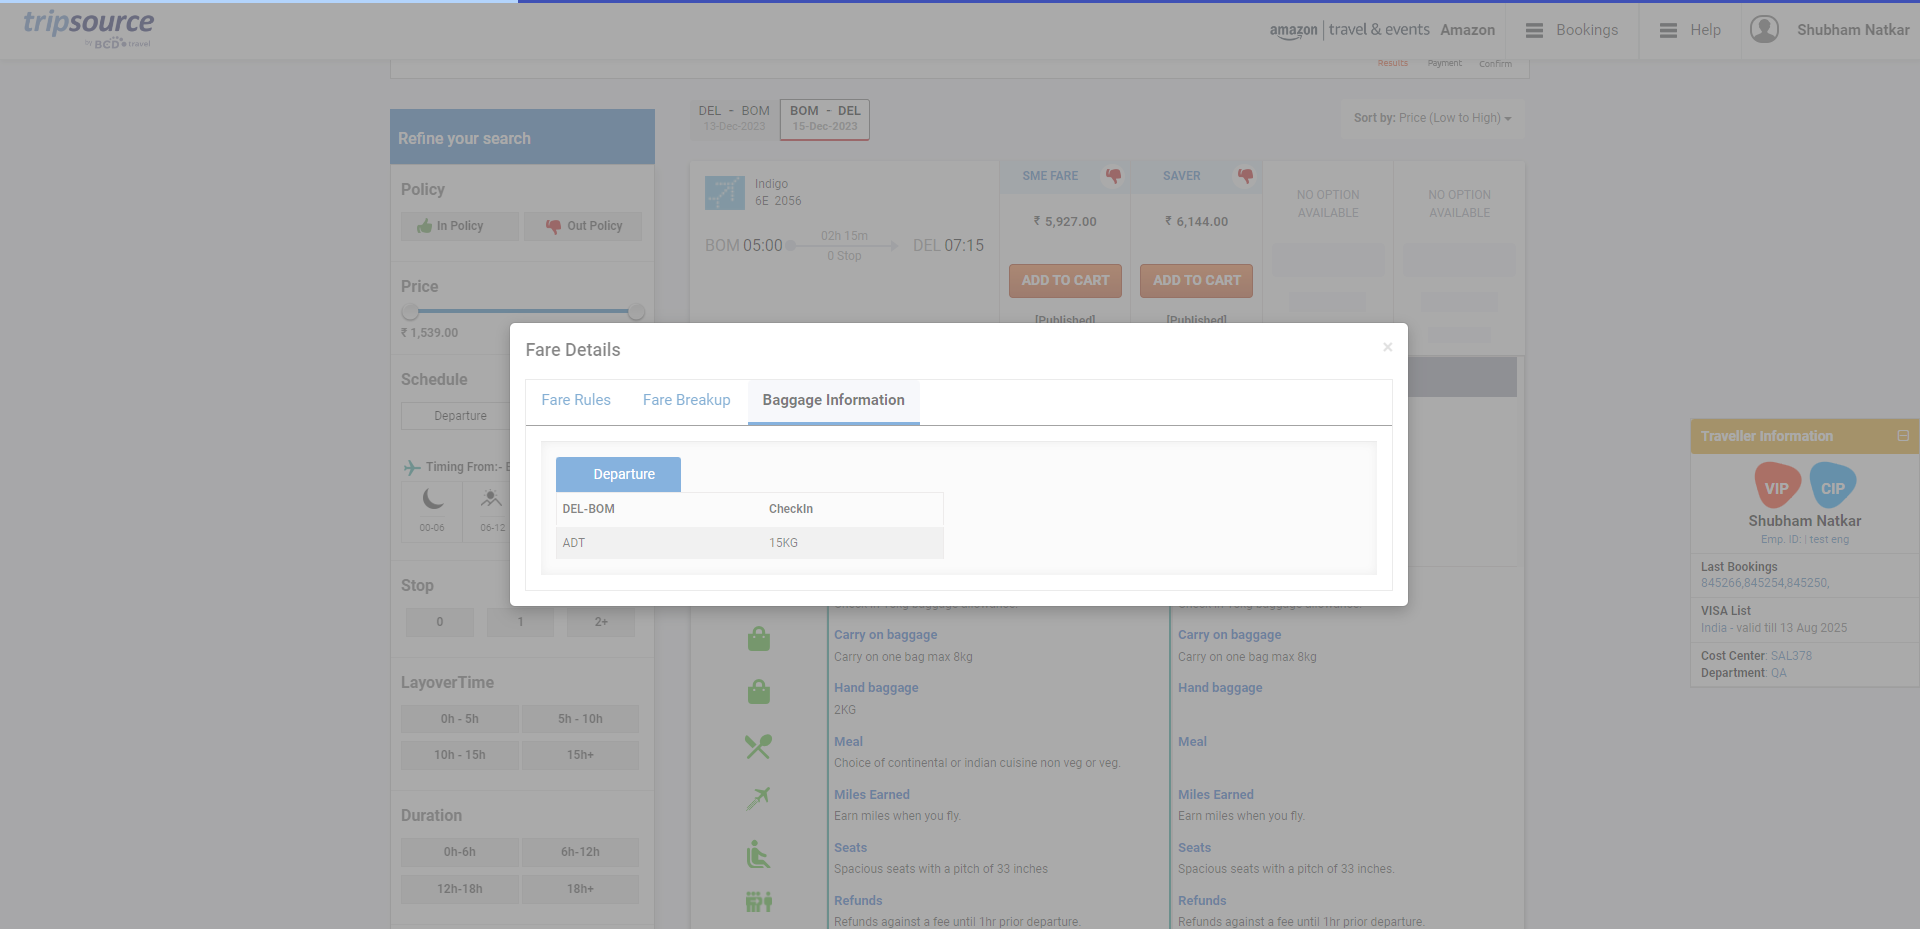 tripsource
by BCD travel
amazon travel & events Amazon
Bookings
Help
Shubham Natkar
Results Payment Confirm
Refine your search
Policy
In Policy
Out Policy
Price
₹ 1,539.00
Schedule
Departure
Timing From:-
00-06
06-12
Stop
0
1
2+
LayoverTime
0h - 5h
5h - 10h
10h - 15h
15h+
Duration
0h-6h
6h-12h
12h-18h
18h+
DEL - BOM
13-Dec-2023
BOM - DEL
15-Dec-2023
Sort by: Price (Low to High)
Indigo
6E 2056
BOM 05:00
02h 15m
0 Stop
DEL 07:15
SME FARE
₹ 5,927.00
ADD TO CART
[Published]
SAVER
₹ 6,144.00
ADD TO CART
[Published]
NO OPTION
AVAILABLE
NO OPTION
AVAILABLE
Fare Details
×
Fare Rules
Fare Breakup
Baggage Information
Departure
DEL-BOM CheckIn
ADT 15KG
Carry on baggage
Carry on one bag max 8kg
Hand baggage
2KG
Meal
Choice of continental or indian cuisine non veg or veg.
Miles Earned
Earn miles when you fly.
Seats
Spacious seats with a pitch of 33 inches
Refunds
Refunds against a fee until 1hr prior departure.
Carry on baggage
Carry on one bag max 8kg
Hand baggage
Meal
Miles Earned
Earn miles when you fly.
Seats
Spacious seats with a pitch of 33 inches.
Refunds
Refunds against a fee until 1hr prior departure.
Traveller Information
VIP
CIP
Shubham Natkar
Emp. ID: | test eng
Last Bookings
845266,845254,845250,
VISA List
India - valid till 13 Aug 2025
Cost Center: SAL378
Department: QA